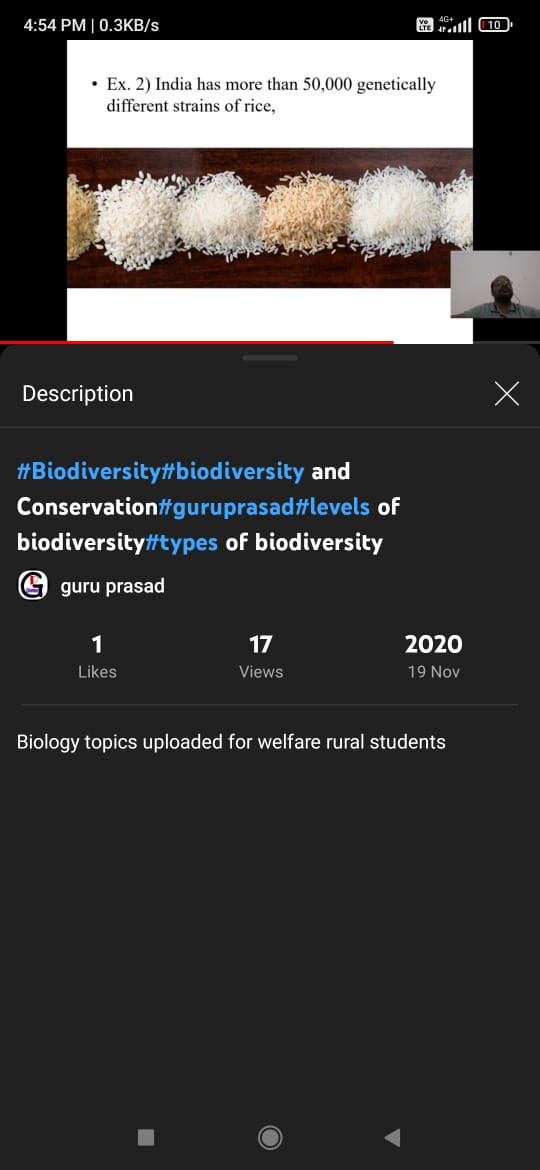 4:54 PM | 0.3KB/s
Vo
LTE
4G+
10
• Ex. 2) India has more than 50,000 genetically
different strains of rice,
Description
#Biodiversity#biodiversity and
Conservation#guruprasad#levels of
biodiversity#types of biodiversity
guru prasad
1
17
2020
Likes
Views
19 Nov
Biology topics uploaded for welfare rural students